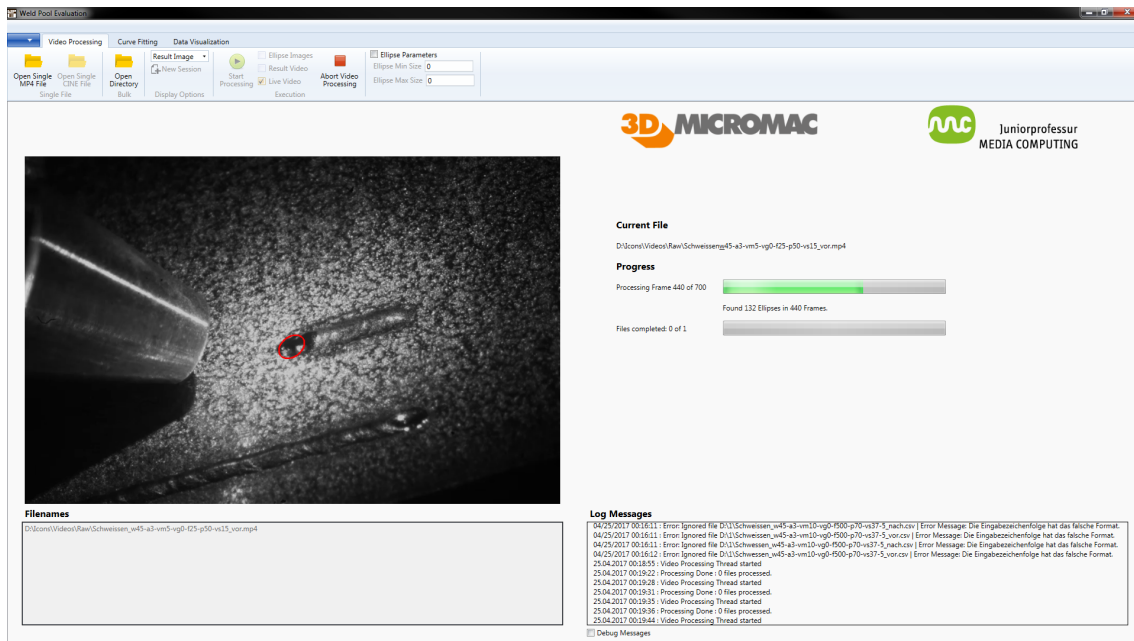 Weld Pool Evaluation
Video Processing Curve Fitting Data Visualization
Open Single MP4 File
Open Single CINE File
Single File
Open Directory
Bulk
Result Image
New Session
Display Options
Start Processing
Ellipse Images
Result Video
Live Video
Abort Video Processing
Execution
Ellipse Parameters
Ellipse Min Size 0
Ellipse Max Size 0
3D MICROMAC
mc Juniorprofessur
MEDIA COMPUTING
Current File
D:\Icons\Videos\Raw\Schweissenw45-a3-vm5-vg0-f25-p50-vs15_vor.mp4
Progress
Processing Frame 440 of 700
Found 132 Ellipses in 440 Frames.
Files completed: 0 of 1
Filenames
D:\Icons\Videos\Raw\Schweissen_w45-a3-vm5-vg0-f25-p50-vs15_vor.mp4
Log Messages
04/25/2017 00:16:11 : Error: Ignored file D:\1\Schweissen_w45-a3-vm10-vg0-f500-p70-vs37-5_nach.csv | Error Message: Die Eingabezeichenfolge hat das falsche Format.
04/25/2017 00:16:11 : Error: Ignored file D:\1\Schweissen_w45-a3-vm10-vg0-f500-p70-vs37-5_vor.csv | Error Message: Die Eingabezeichenfolge hat das falsche Format.
04/25/2017 00:16:11 : Error: Ignored file D:\1\Schweissen_w45-a3-vm10-vg0-f500-p70-vs37-5_nach.csv | Error Message: Die Eingabezeichenfolge hat das falsche Format.
04/25/2017 00:16:12 : Error: Ignored file D:\1\Schwensen_w45-a3-vm10-vg0-f500-p70-vs37-5_vor.csv | Error Message: Die Eingabezeichenfolge hat das falsche Format.
25.04.2017 00:18:55 : Video Processing Thread started
25.04.2017 00:19:22 : Processing Done : 0 files processed.
25.04.2017 00:19:28 : Video Processing Thread started
25.04.2017 00:19:31 : Processing Done : 0 files processed.
25.04.2017 00:19:35 : Video Processing Thread started
25.04.2017 00:19:36 : Processing Done : 0 files processed.
25.04.2017 00:19:44 : Video Processing Thread started
Debug Messages